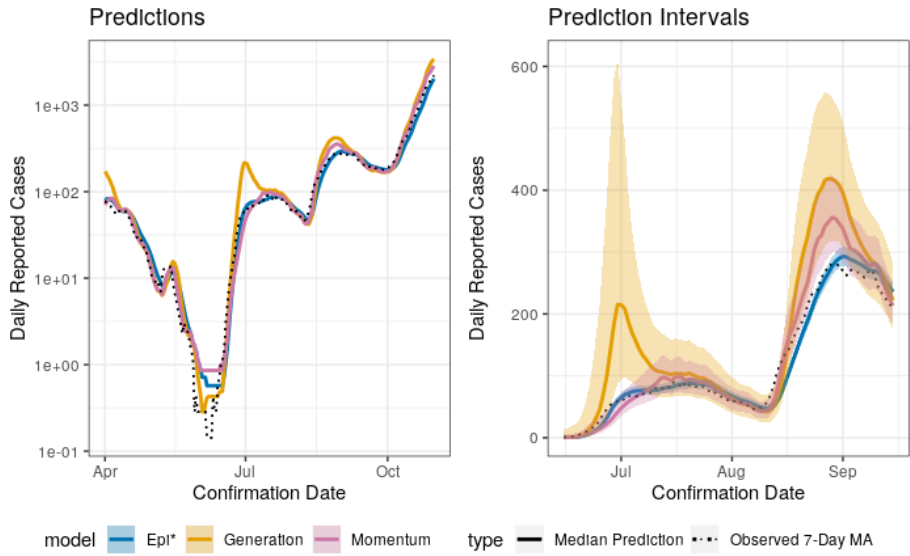 Predictions
Prediction Intervals
Daily Reported Cases
1e+03
1e+02
1e+01
1e+00
1e-01
Apr
Jul
Oct
Confirmation Date
Daily Reported Cases
600
400
200
0
Jul
Aug
Sep
Confirmation Date
model Epi* Generation Momentum type Median Prediction Observed 7-Day MA